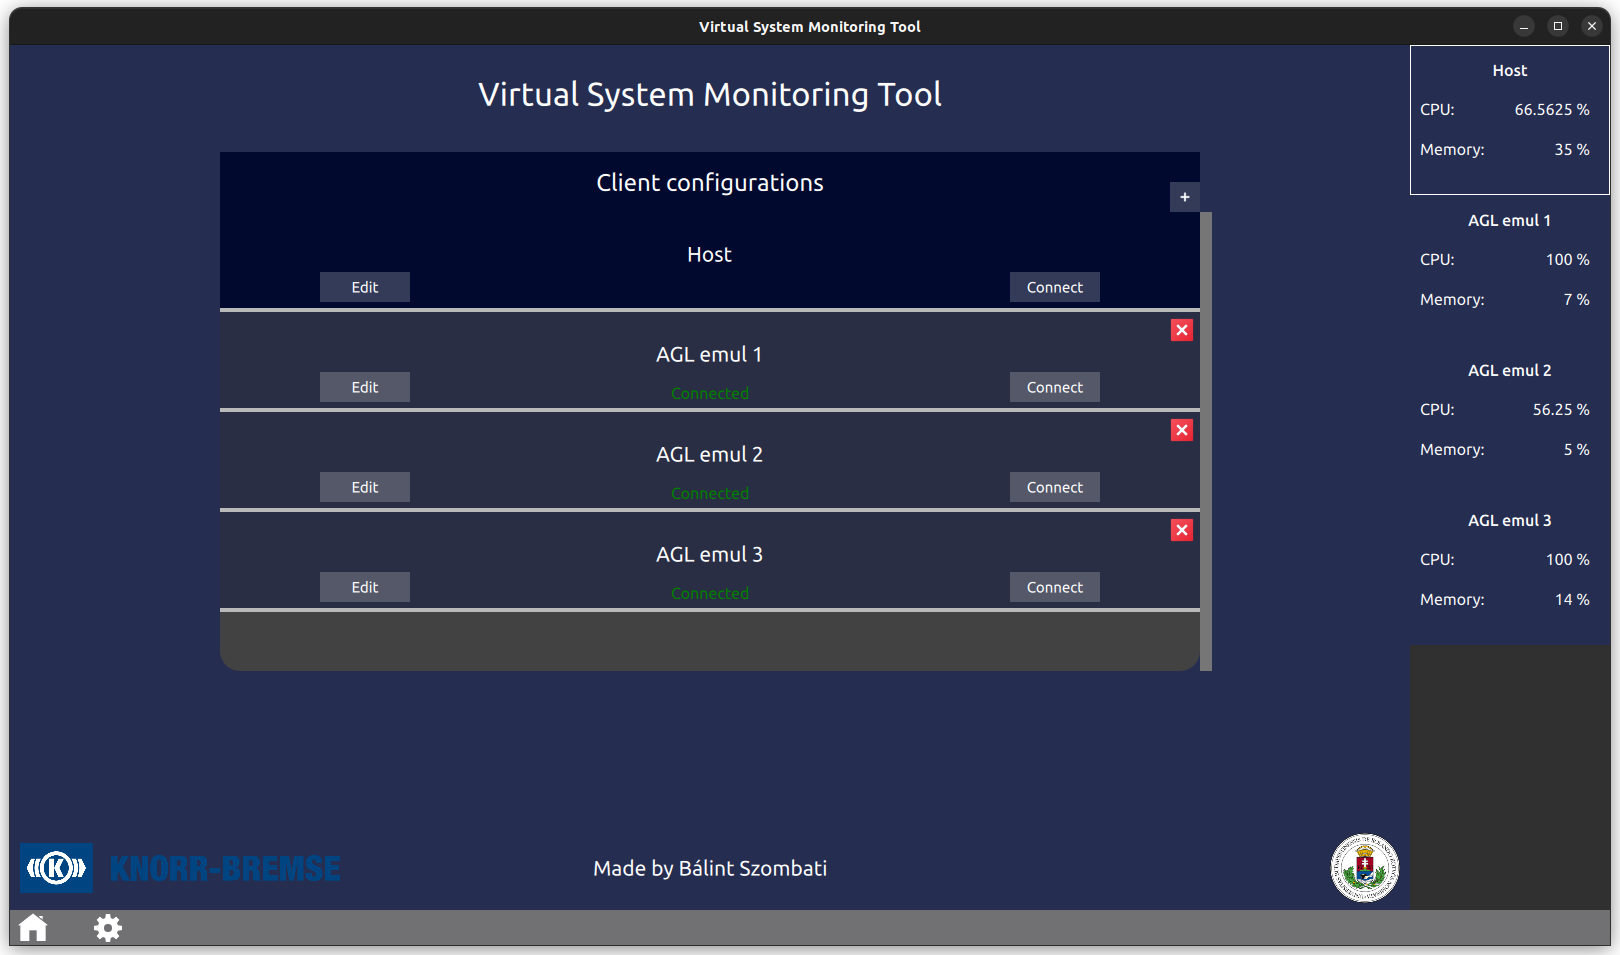 Virtual System Monitoring Tool
Virtual System Monitoring Tool
Client configurations
+
Host
Edit
Connect
AGL emul 1
Edit
Connected
Connect
AGL emul 2
Edit
Connected
Connect
AGL emul 3
Edit
Connected
Connect
Host
CPU: 66.5625 %
Memory: 35 %
AGL emul 1
CPU: 100 %
Memory: 7 %
AGL emul 2
CPU: 56.25 %
Memory: 5 %
AGL emul 3
CPU: 100 %
Memory: 14 %
K
KNORR-BREMSE
Made by Bálint Szombati